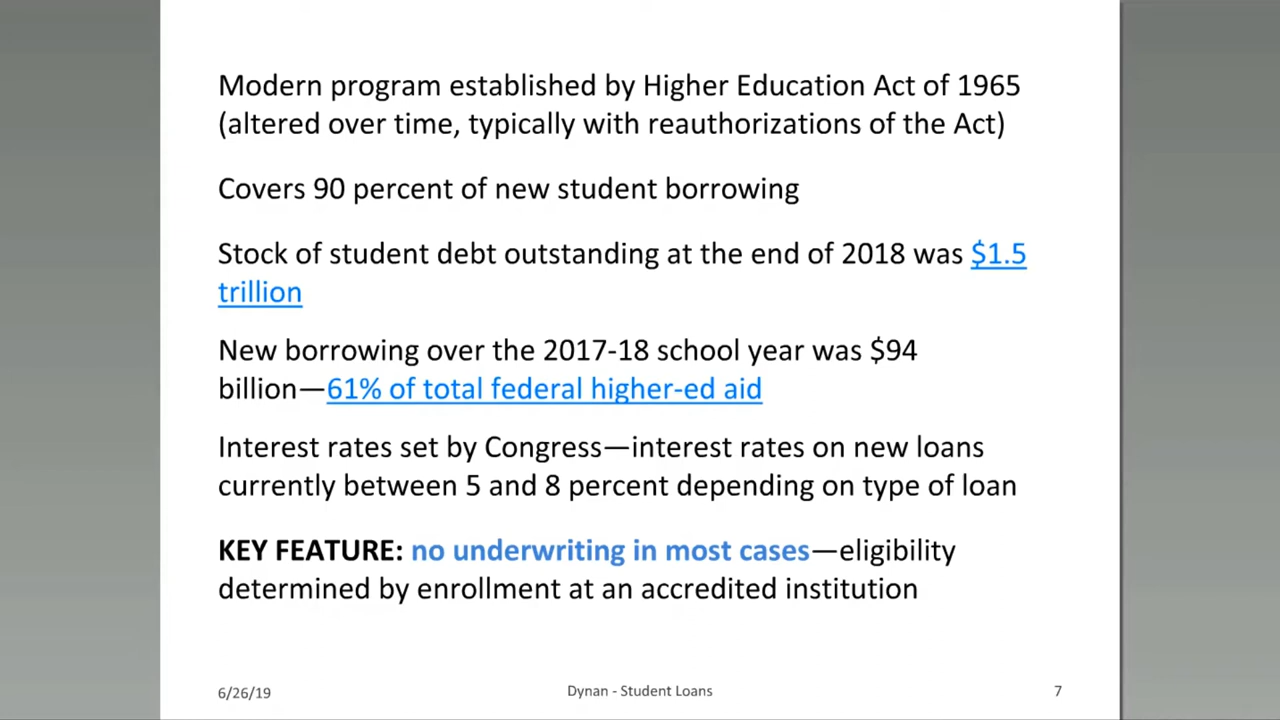 Modern program established by Higher Education Act of 1965
(altered over time, typically with reauthorizations of the Act)
Covers 90 percent of new student borrowing
Stock of student debt outstanding at the end of 2018 was $1.5
trillion
New borrowing over the 2017-18 school year was $94
billion—61% of total federal higher-ed aid
Interest rates set by Congress—interest rates on new loans
currently between 5 and 8 percent depending on type of loan
KEY FEATURE: no underwriting in most cases—eligibility
determined by enrollment at an accredited institution
6/26/19
Dynan - Student Loans
7